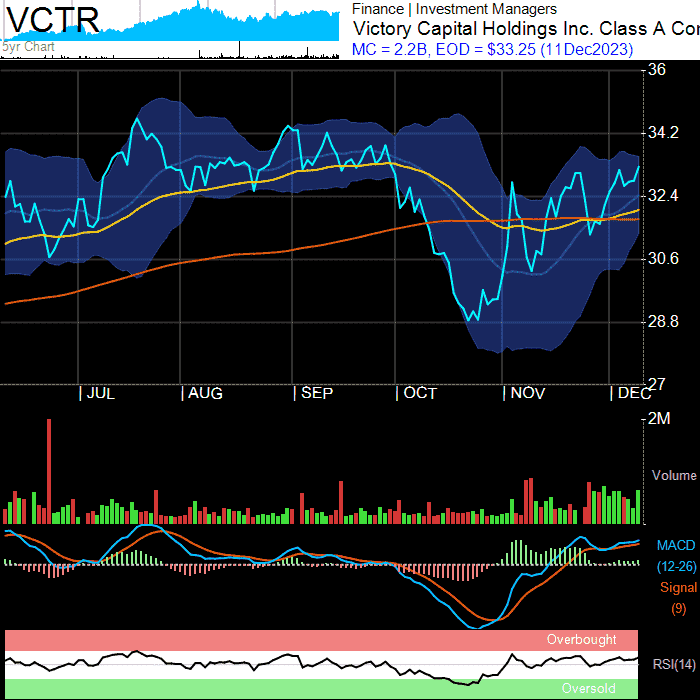 VCTR
5yr Chart
Finance | Investment Managers
Victory Capital Holdings Inc. Class A Cor
MC = 2.2B, EOD = $33.25 (11Dec2023)
36
34.2
32.4
30.6
28.8
27
| JUL | AUG | SEP | OCT | NOV | DEC
2M
Volume
MACD
(12-26)
Signal
(9)
Overbought
RSI(14)
Oversold